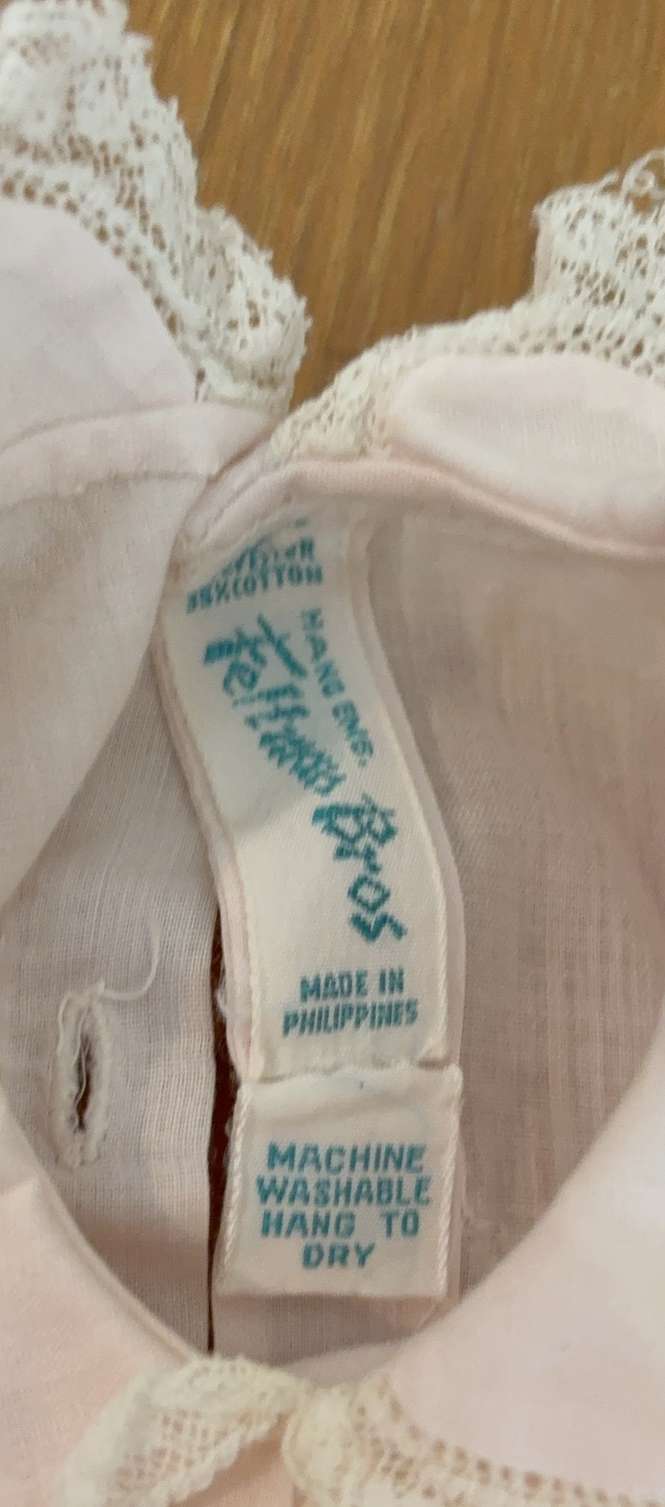 35% COTTON
HAND EMB.
Feltman Bros
MADE IN
PHILIPPINES
MACHINE
WASHABLE
HANG TO
DRY